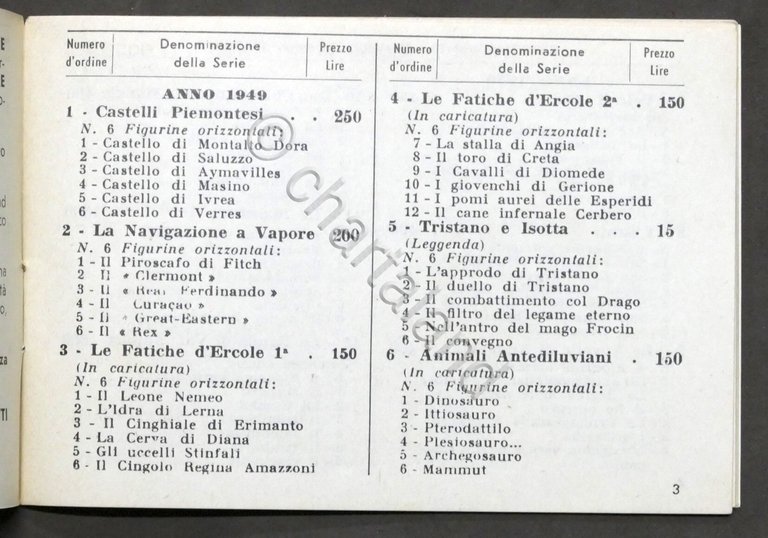 Numero
d'ordine
Denominazione
della Serie
Prezzo
Lire
ANNO 1949
1 - Castelli Piemontesi . . 250
N. 6 Figurine orizzontali:
1 - Castello di Montalto Dora
2 - Castello di Saluzzo
3 - Castello di Aymavilles
4 - Castello di Masino
5 - Castello di Ivrea
6 - Castello di Verres
2 - La Navigazione a Vapore 200
N. 6 Figurine orizzontali:
1 - Il Piroscafo di Fitch
2 Il « Clermont »
3 - Il « Real Ferdinando »
4 - Il Curaçao »
5 - Il « Great-Eastern »
6 - Il « Rex »
3 - Le Fatiche d'Ercole 1ª . 150
(In caricatura)
N. 6 Figurine orizzontali:
1 - Il Leone Nemeo
2 - L'Idra di Lerna
3 - Il Cinghiale di Erimanto
4 - La Cerva di Diana
5 - Gli uccelli Stinfali
6 - Il Cingolo Regina Amazzoni
Numero
d'ordine
Denominazione
della Serie
Prezzo
Lire
4 - Le Fatiche d'Ercole 2ª . 150
(In caricatura)
N. 6 Figurine orizzontali:
7 - La stalla di Angia
8 - Il toro di Creta
9 - I Cavalli di Diomede
10 - I giovenchi di Gerione
11 - I pomi aurei delle Esperidi
12 - Il cane infernale Cerbero
5 - Tristano e Isotta . . . 15
(Leggenda)
N. 6 Figurine orizzontali:
1 - L'approdo di Tristano
2 - Il duello di Tristano
3 - Il combattimento col Drago
4 - Il filtro del legame eterno
5 Nell'antro del mago Frocin
6 - Il convegno
6 - Animali Antediluviani . 150
(In caricatura)
N. 6 Figurine orizzontali:
1 - Dinosauro
2 - Ittiosauro
3 - Pterodattilo
4 - Plesiosauro...
5 - Archegosauro
6 - Mammut
3
© chartaland